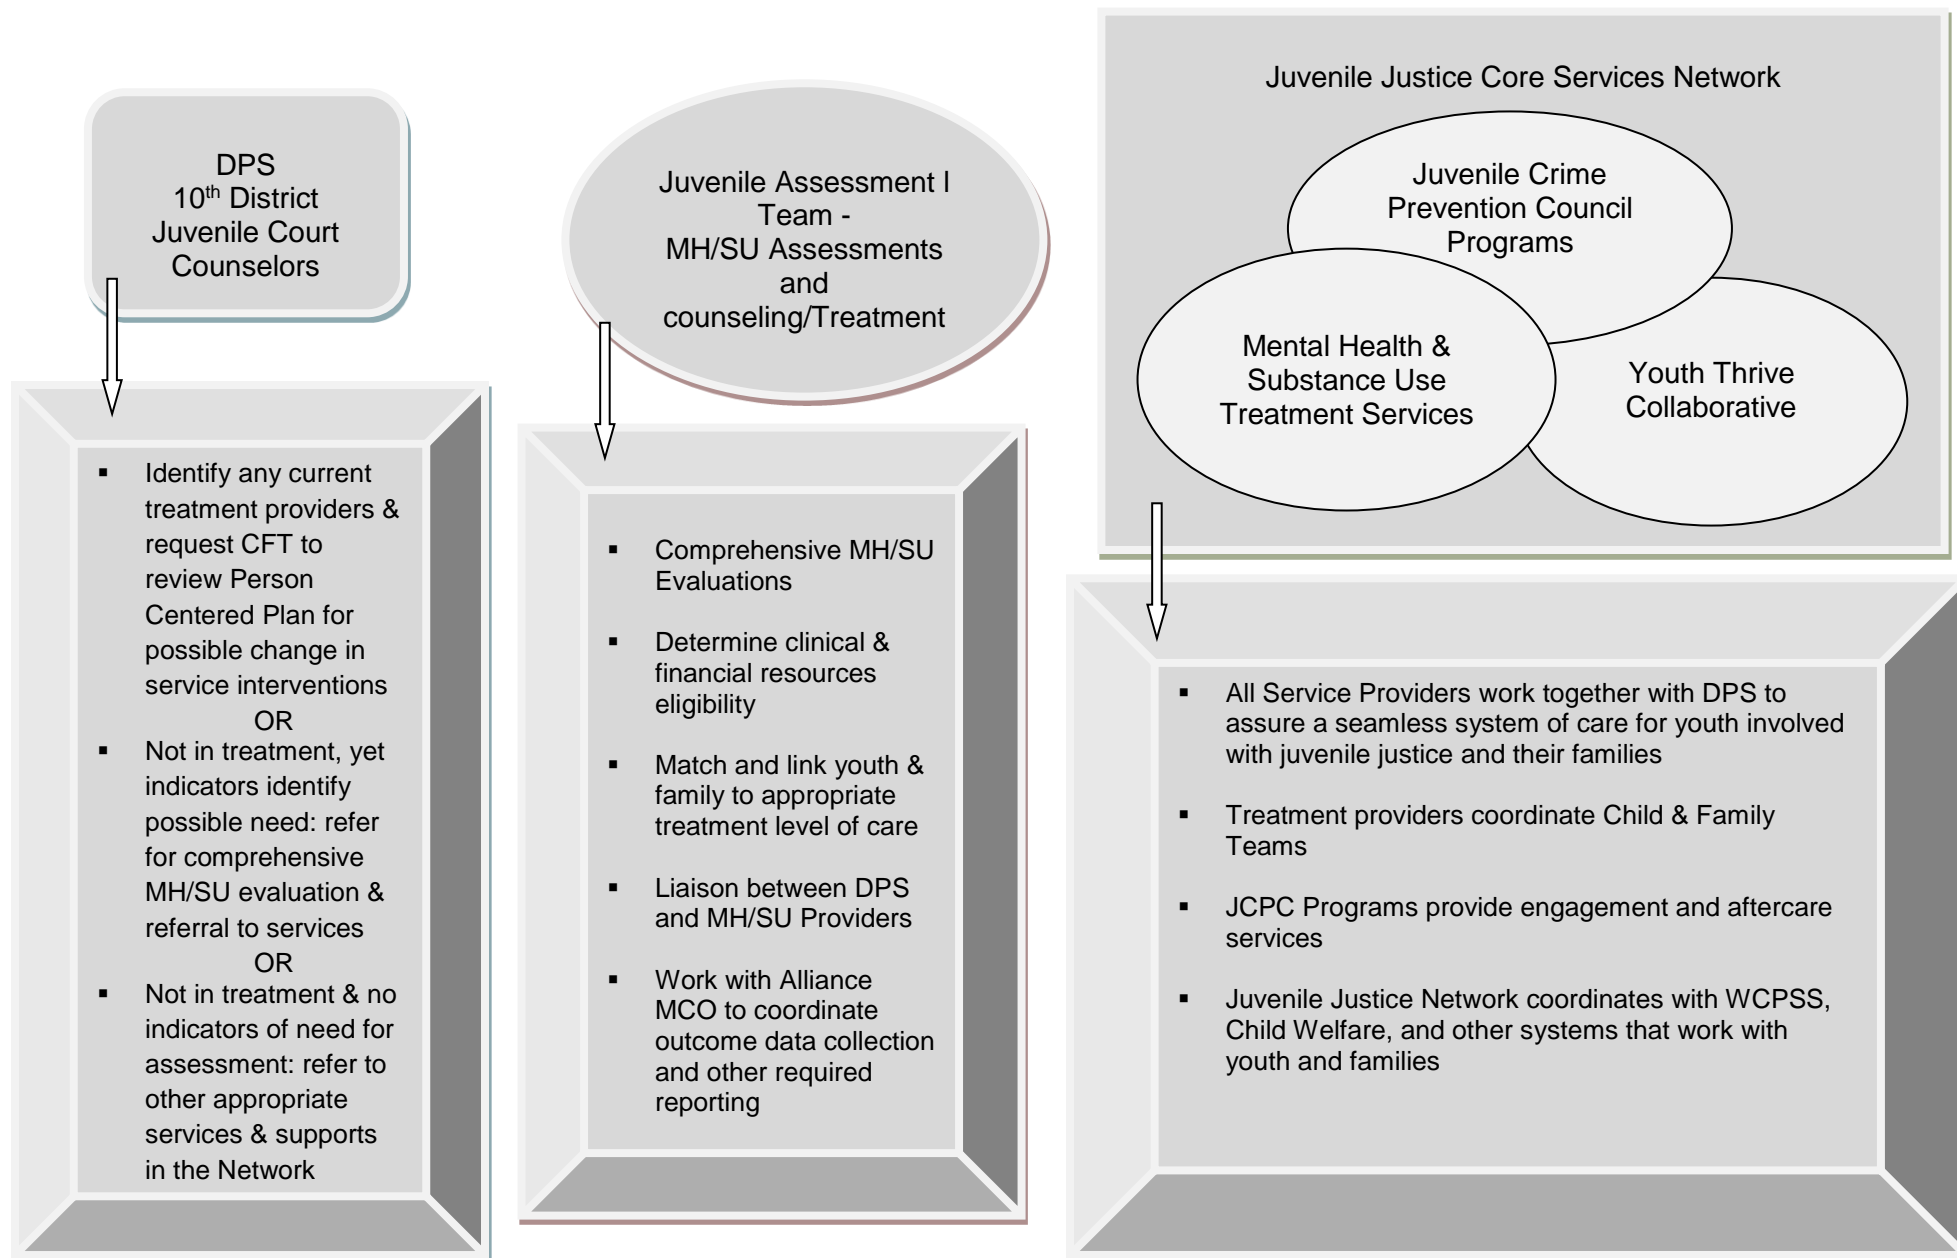 DPS
10th District
Juvenile Court
Counselors
▪ Identify any current
treatment providers &
request CFT to
review Person
Centered Plan for
possible change in
service interventions
OR
▪ Not in treatment, yet
indicators identify
possible need: refer
for comprehensive
MH/SU evaluation &
referral to services
OR
▪ Not in treatment & no
indicators of need for
assessment: refer to
other appropriate
services & supports
in the Network
Juvenile Assessment l
Team -
MH/SU Assessments
and
counseling/Treatment
▪ Comprehensive MH/SU
Evaluations
▪ Determine clinical &
financial resources
eligibility
▪ Match and link youth &
family to appropriate
treatment level of care
▪ Liaison between DPS
and MH/SU Providers
▪ Work with Alliance
MCO to coordinate
outcome data collection
and other required
reporting
Juvenile Justice Core Services Network
Juvenile Crime
Prevention Council
Programs
Mental Health &
Substance Use
Treatment Services
Youth Thrive
Collaborative
▪ All Service Providers work together with DPS to
assure a seamless system of care for youth involved
with juvenile justice and their families
▪ Treatment providers coordinate Child & Family
Teams
▪ JCPC Programs provide engagement and aftercare
services
▪ Juvenile Justice Network coordinates with WCPSS,
Child Welfare, and other systems that work with
youth and families